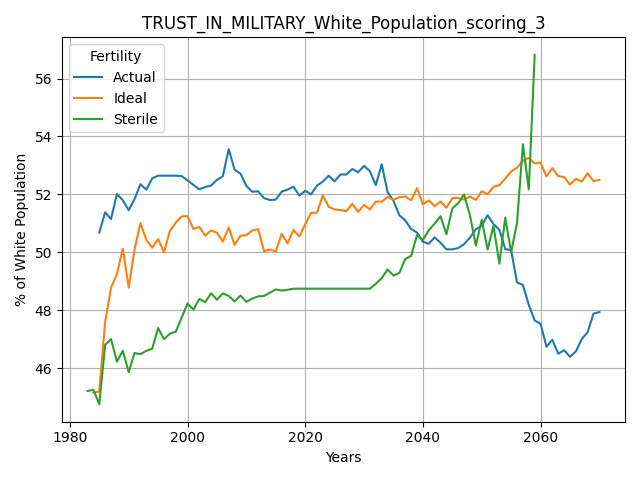 TRUST_IN_MILITARY_White_Population_scoring_3
Fertility
Actual
Ideal
Sterile
% of White Population
56
54
52
50
48
46
1980
2000
2020
2040
2060
Years